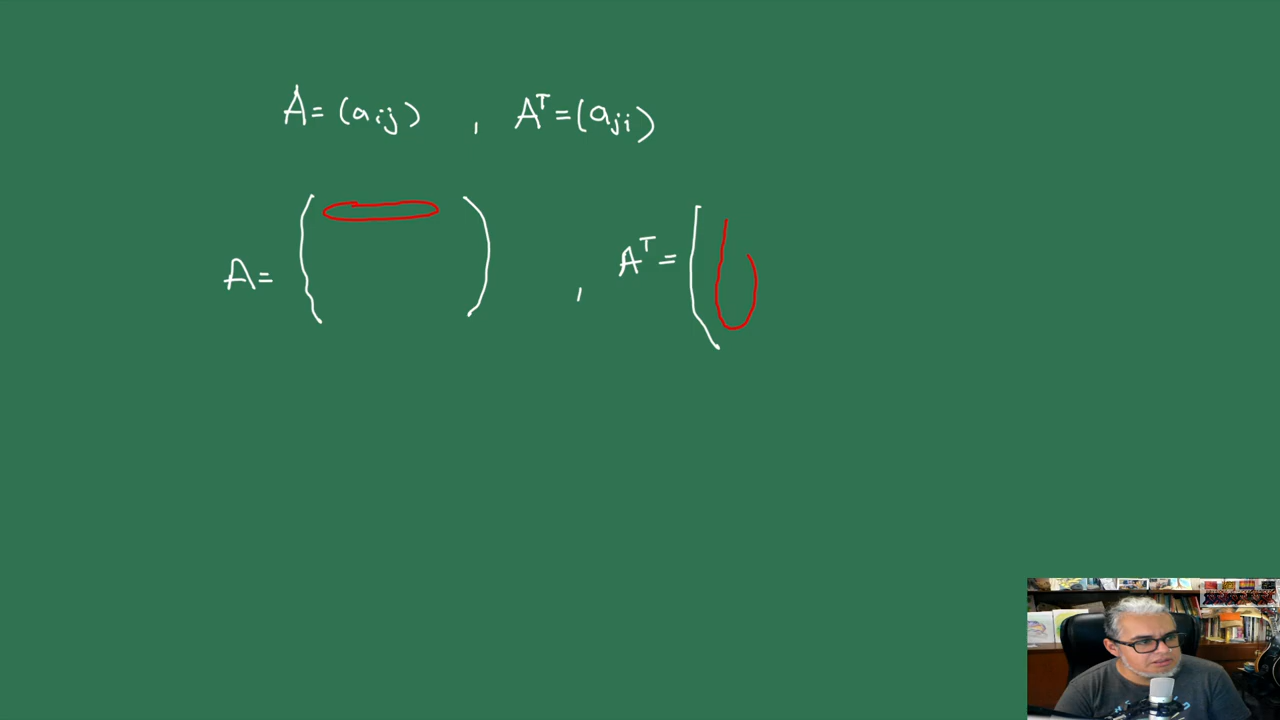 A = (aij) , Aᵀ = (aji)
A = ( ) , Aᵀ = (